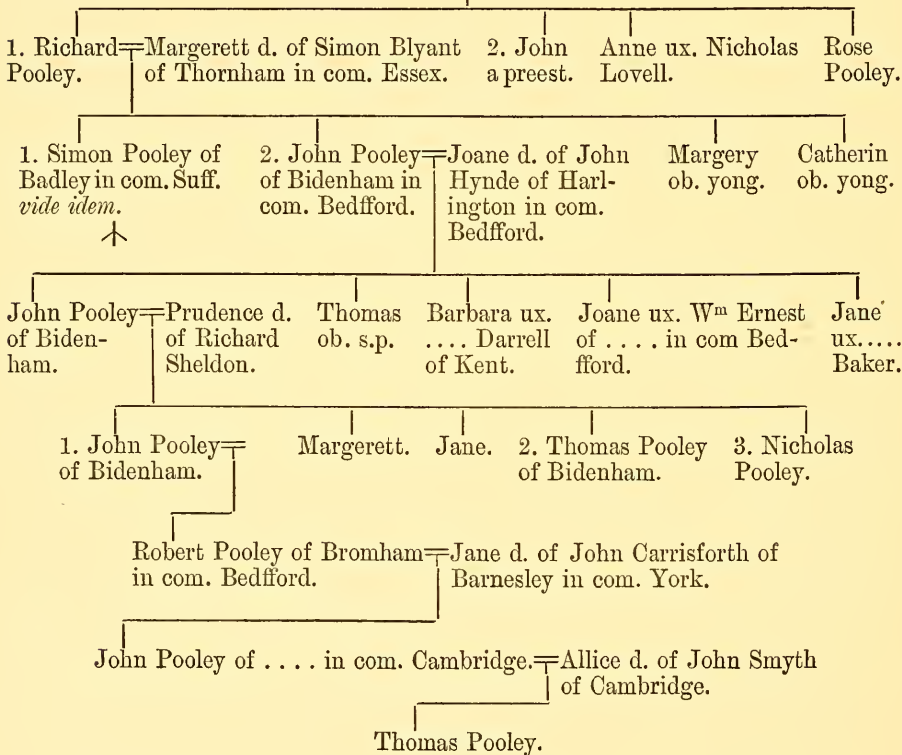 1. Richard Pooley.
Margerett d. of Simon Blyant
of Thornham in com. Essex.
2. John
a preest.
Anne ux. Nicholas
Lovell.
Rose
Pooley.
1. Simon Pooley of
Badley in com. Suff.
vide idem.
2. John Pooley
of Bidenham in
com. Bedfford.
Joane d. of John
Hynde of Har-
lington in com.
Bedfford.
Margery
ob. yong.
Catherin
ob. yong.
John Pooley
of Biden-
ham.
Prudence d.
of Richard
Sheldon.
Thomas
ob. s.p.
Barbara ux.
.... Darrell
of Kent.
Joane ux. Wm Ernest
of .... in com Bed-
fford.
Jane
ux.....
Baker.
1. John Pooley
of Bidenham.
Margerett.
Jane.
2. Thomas Pooley
of Bidenham.
3. Nicholas
Pooley.
Robert Pooley of Bromham
in com. Bedfford.
Jane d. of John Carrisforth of
Barnesley in com. York.
John Pooley of .... in com. Cambridge.
Allice d. of John Smyth
of Cambridge.
Thomas Pooley.